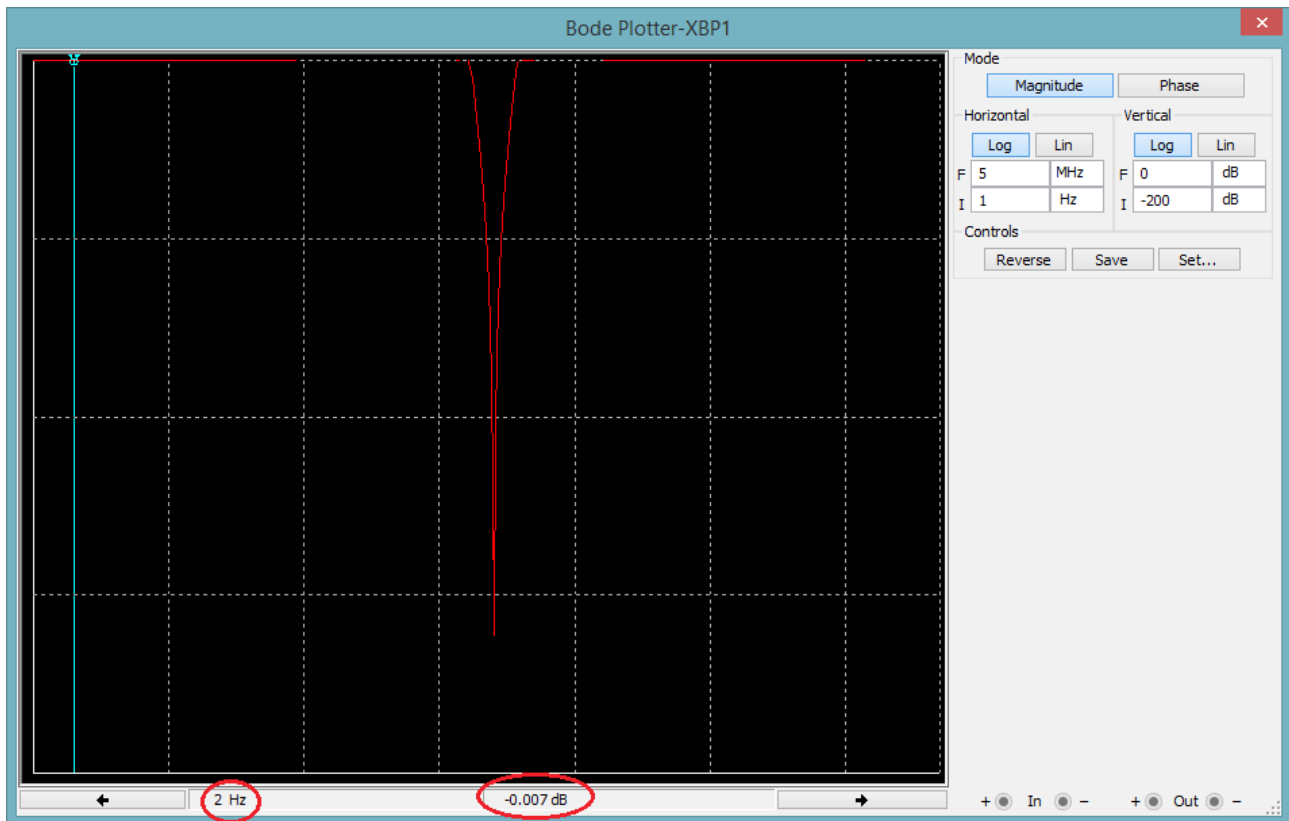 Bode Plotter-XBP1
Mode
Magnitude Phase
Horizontal Vertical
Log Lin Log Lin
F 5 MHz F 0 dB
I 1 Hz I -200 dB
Controls
Reverse Save Set...
2 Hz -0.007 dB
+ In - + Out -